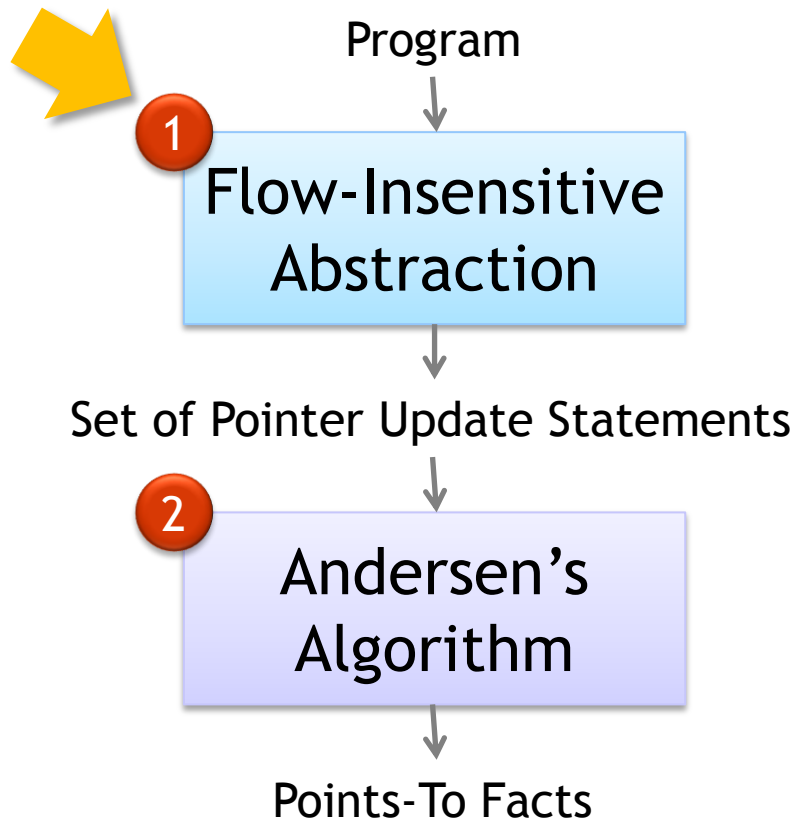 Program
1
Flow-Insensitive
Abstraction
Set of Pointer Update Statements
2
Andersen’s
Algorithm
Points-To Facts